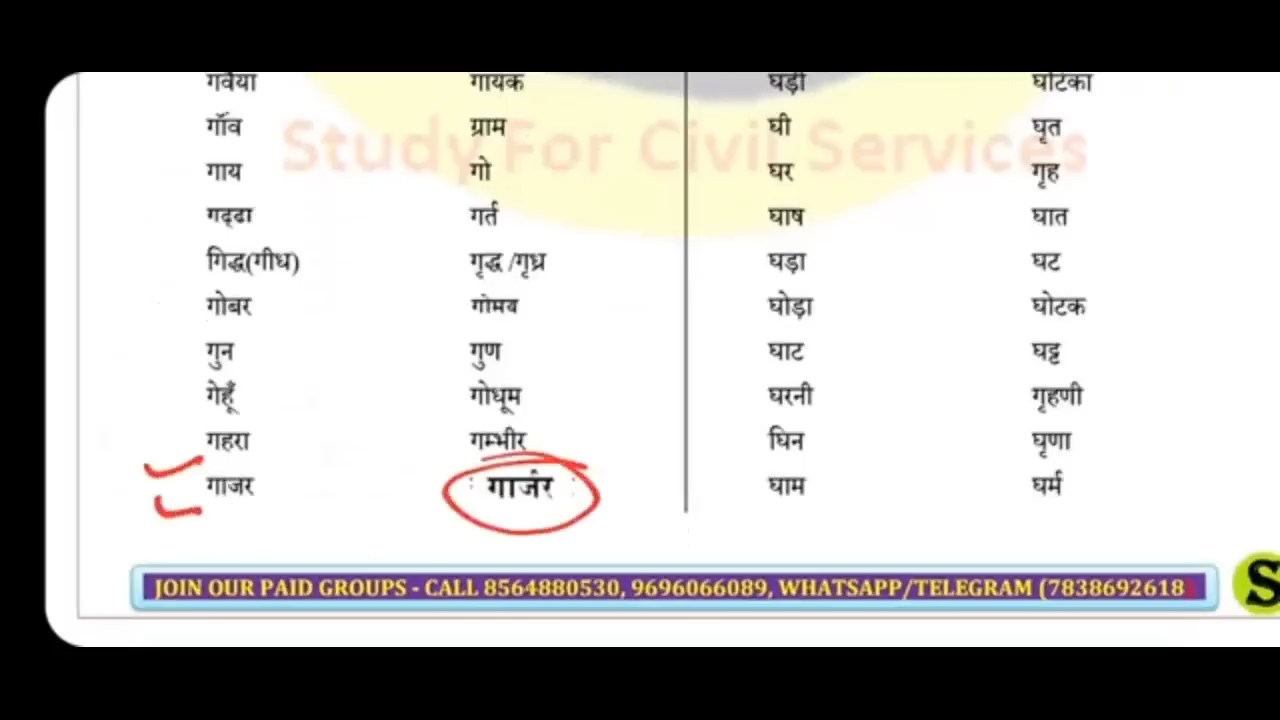 गवैया गायक घड़ी घटिका
Study For Civil Services
गाँव ग्राम घी घृत
गाय गो घर गृह
गद्ढा गर्त घाष घात
गिद्ध(गीध) गृद्ध /गृध्र घड़ा घट
गोबर गोमय घोड़ा घोटक
गुन गुण घाट घट्ट
गेहूँ गोधूम घरनी गृहणी
गहरा गम्भीर घिन घृणा
गाजर गार्जर घाम घर्म
JOIN OUR PAID GROUPS - CALL 8564880530, 9696066089, WHATSAPP/TELEGRAM (7838692618
S